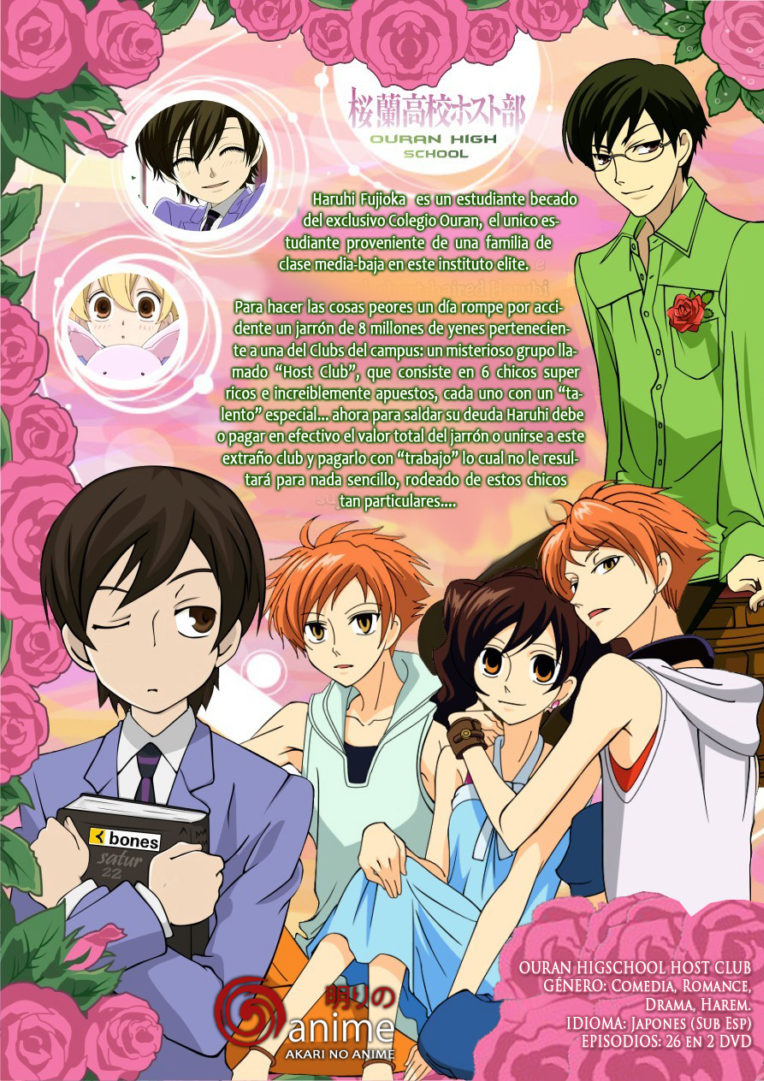 桜蘭高校ホスト部
OURAN HIGH
SCHOOL
Haruhi Fujioka es un estudiante becado
del exclusivo Colegio Ouran, el unico es-
tudiante proveniente de una familia de
clase media-baja en este instituto elite.
Para hacer las cosas peores un día rompe por acci-
dente un jarrón de 8 millones de yenes pertenecien-
te a una del Clubs del campus: un misterioso grupo lla-
mado “Host Club”, que consiste en 6 chicos super
ricos e increiblemente apuestos, cada uno con un “ta-
lento” especial... ahora para saldar su deuda Haruhi debe
o pagar en efectivo el valor total del jarrón o unirse a este
extraño club y pagarlo con “trabajo” lo cual no le resul-
tará para nada sencillo, rodeado de estos chicos
tan particulares....
bones
satur
22
明りの
anime
AKARI NO ANIME
OURAN HIGSCHOOL HOST CLUB
GÉNERO: COMEDIA, ROMANCE,
DRAMA, HAREM.
IDIOMA: JAPONES (SUB ESP)
EPISODIOS: 26 EN 2 DVD